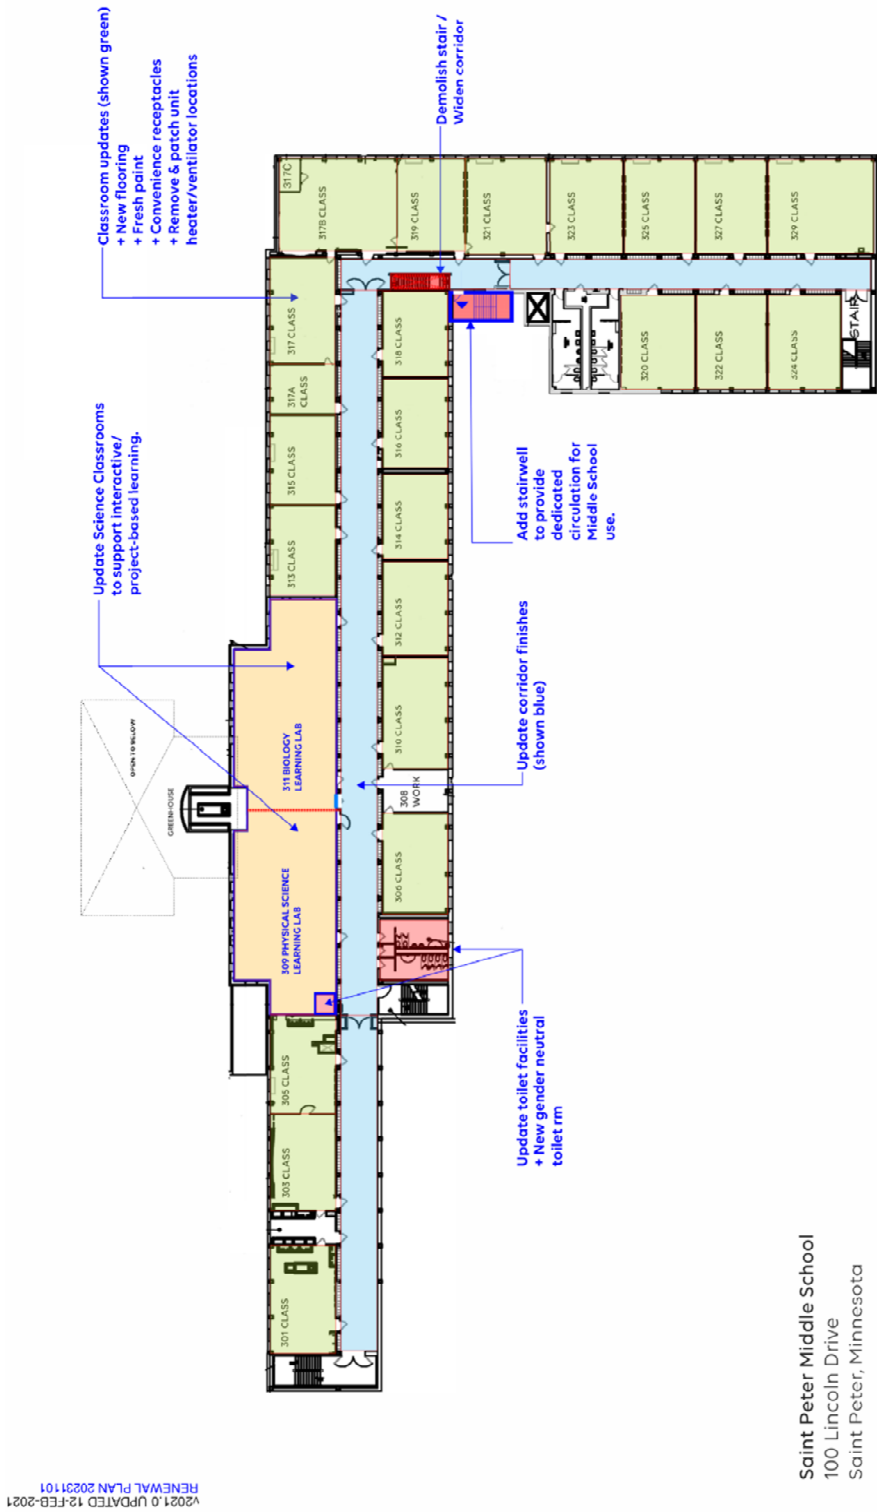 Classroom updates (shown green)
+ New flooring
+ Fresh paint
+ Convenience receptacles
+ Remove & patch unit
heater/ventilator locations
Demolish stair /
Widen corridor
Update Science Classrooms
to support interactive/
project-based learning.
Add stairwell
to provide
dedicated
circulation for
Middle School
use.
Update corridor finishes
(shown blue)
Update toilet facilities
+ New gender neutral
toilet rm
301 CLASS
303 CLASS
305 CLASS
309 PHYSICAL SCIENCE
LEARNING LAB
311 BIOLOGY
LEARNING LAB
GREENHOUSE
OPEN TO BELOW
313 CLASS
315 CLASS
317A
CLASS
317 CLASS
317B CLASS
317C
319 CLASS
321 CLASS
323 CLASS
325 CLASS
327 CLASS
329 CLASS
306 CLASS
308
WORK
310 CLASS
312 CLASS
314 CLASS
316 CLASS
318 CLASS
320 CLASS
322 CLASS
324 CLASS
STAIR
Saint Peter Middle School
100 Lincoln Drive
Saint Peter, Minnesota
v2021.0 UPDATED 12-FEB-2021
RENEWAL PLAN 20231101